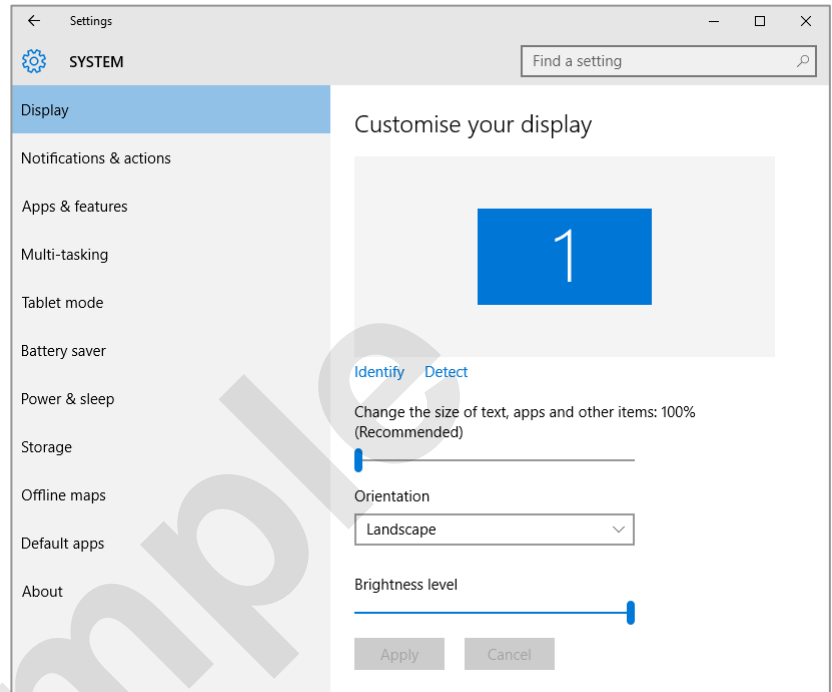 Settings
SYSTEM
Find a setting
Display
Notifications & actions
Apps & features
Multi-tasking
Tablet mode
Battery saver
Power & sleep
Storage
Offline maps
Default apps
About
Customise your display
1
Identify Detect
Change the size of text, apps and other items: 100%
(Recommended)
Orientation
Landscape
Brightness level
Apply Cancel
mple